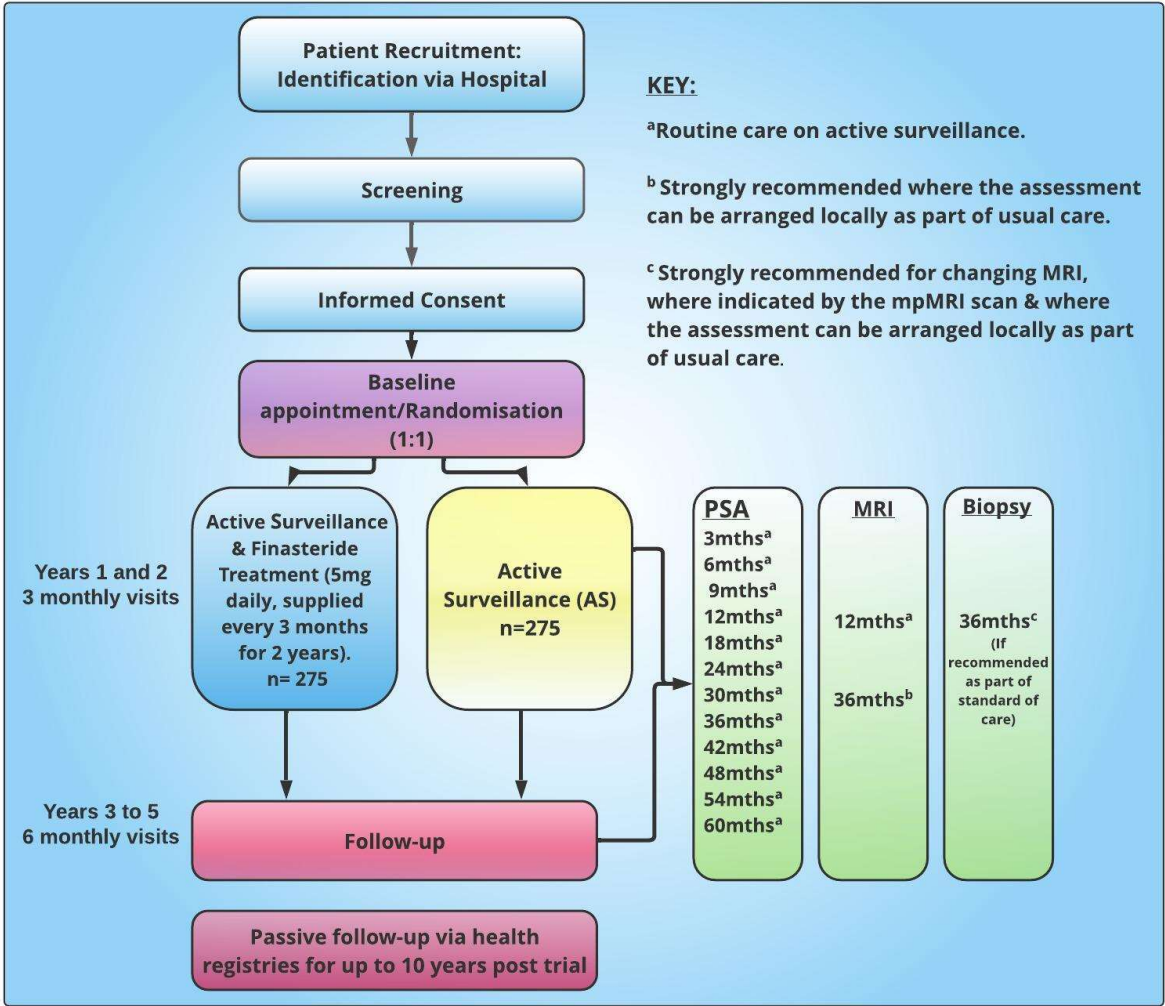 Patient Recruitment:
Identification via Hospital
Screening
Informed Consent
Baseline
appointment/Randomisation
(1:1)
KEY:
ᵃRoutine care on active surveillance.
ᵇ Strongly recommended where the assessment
can be arranged locally as part of usual care.
ᶜ Strongly recommended for changing MRI,
where indicated by the mpMRI scan & where
the assessment can be arranged locally as part
of usual care.
Years 1 and 2
3 monthly visits
Active Surveillance
& Finasteride
Treatment (5mg
daily, supplied
every 3 months
for 2 years).
n= 275
Active
Surveillance (AS)
n=275
PSA
3mthsᵃ
6mthsᵃ
9mthsᵃ
12mthsᵃ
18mthsᵃ
24mthsᵃ
30mthsᵃ
36mthsᵃ
42mthsᵃ
48mthsᵃ
54mthsᵃ
60mthsᵃ
MRI
12mthsᵃ
36mthsᵇ
Biopsy
36mthsᶜ
(If
recommended
as part of
standard of
care)
Years 3 to 5
6 monthly visits
Follow-up
Passive follow-up via health
registries for up to 10 years post trial